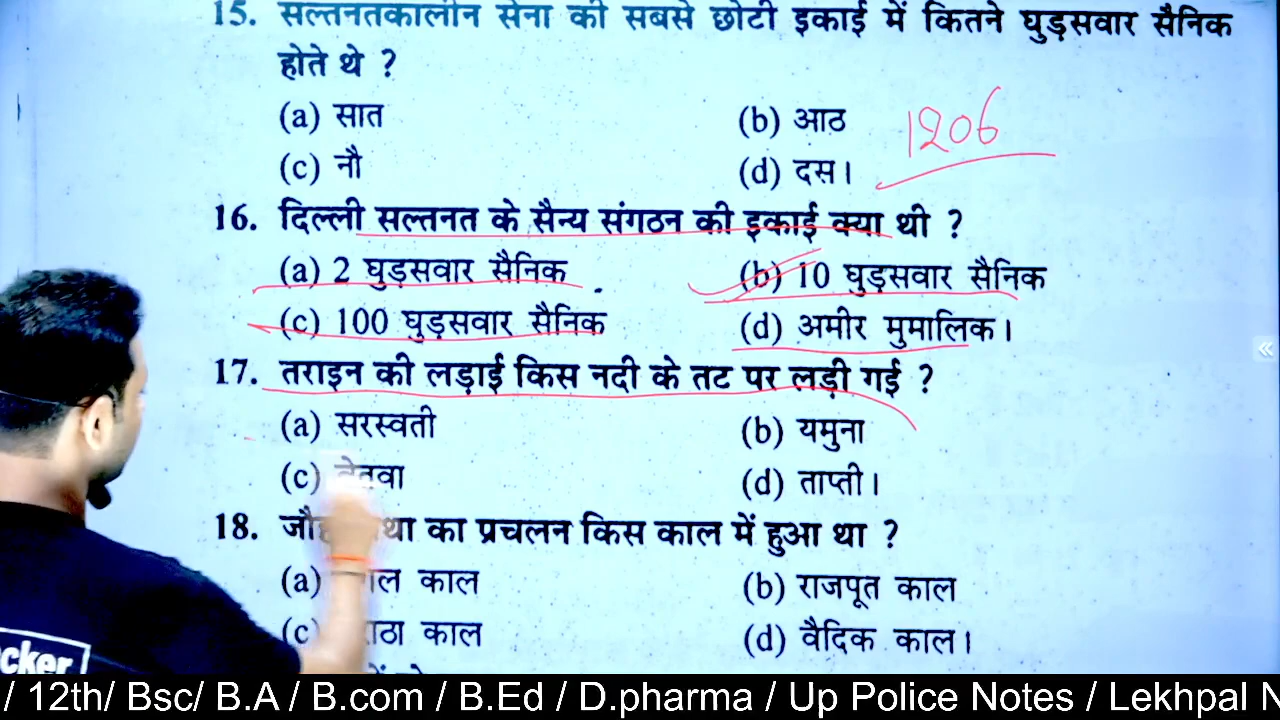 15. सल्तनतकालीन सेना की सबसे छोटी इकाई में कितने घुड़सवार सैनिक
होते थे ?
(a) सात (b) आठ
1206
(c) नौ (d) दस।
16. दिल्ली सल्तनत के सैन्य संगठन की इकाई क्या थी ?
(a) 2 घुड़सवार सैनिक (b) 10 घुड़सवार सैनिक
(c) 100 घुड़सवार सैनिक (d) अमीर मुमालिक।
17. तराइन की लड़ाई किस नदी के तट पर लड़ी गई ?
(a) सरस्वती (b) यमुना
(c) (d) ताप्ती।
18. का प्रचलन किस काल में हुआ था ?
(a) काल (b) राजपूत काल
(c) काल (d) वैदिक काल।
cker
/ 12th/ Bsc/ B.A / B.com / B.Ed / D.pharma / Up Police Notes / Lekhpal N